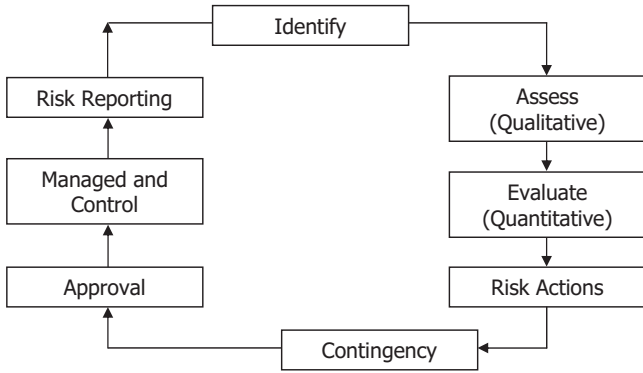 Identify
Risk Reporting
Assess
(Qualitative)
Managed and
Control
Evaluate
(Quantitative)
Approval
Risk Actions
Contingency